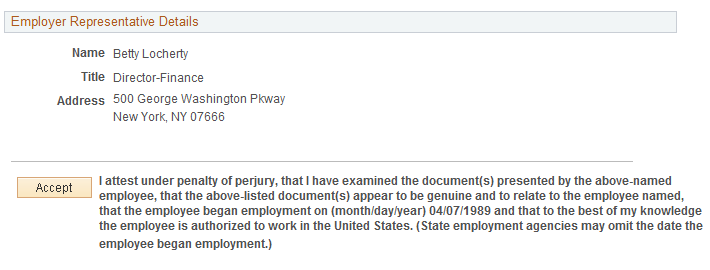 Employer Representative Details
Name Betty Locherty
Title Director-Finance
Address 500 George Washington Pkway
New York, NY 07666
Accept I attest under penalty of perjury, that I have examined the document(s) presented by the above-named
employee, that the above-listed document(s) appear to be genuine and to relate to the employee named,
that the employee began employment on (month/day/year) 04/07/1989 and that to the best of my knowledge
the employee is authorized to work in the United States. (State employment agencies may omit the date the
employee began employment.)